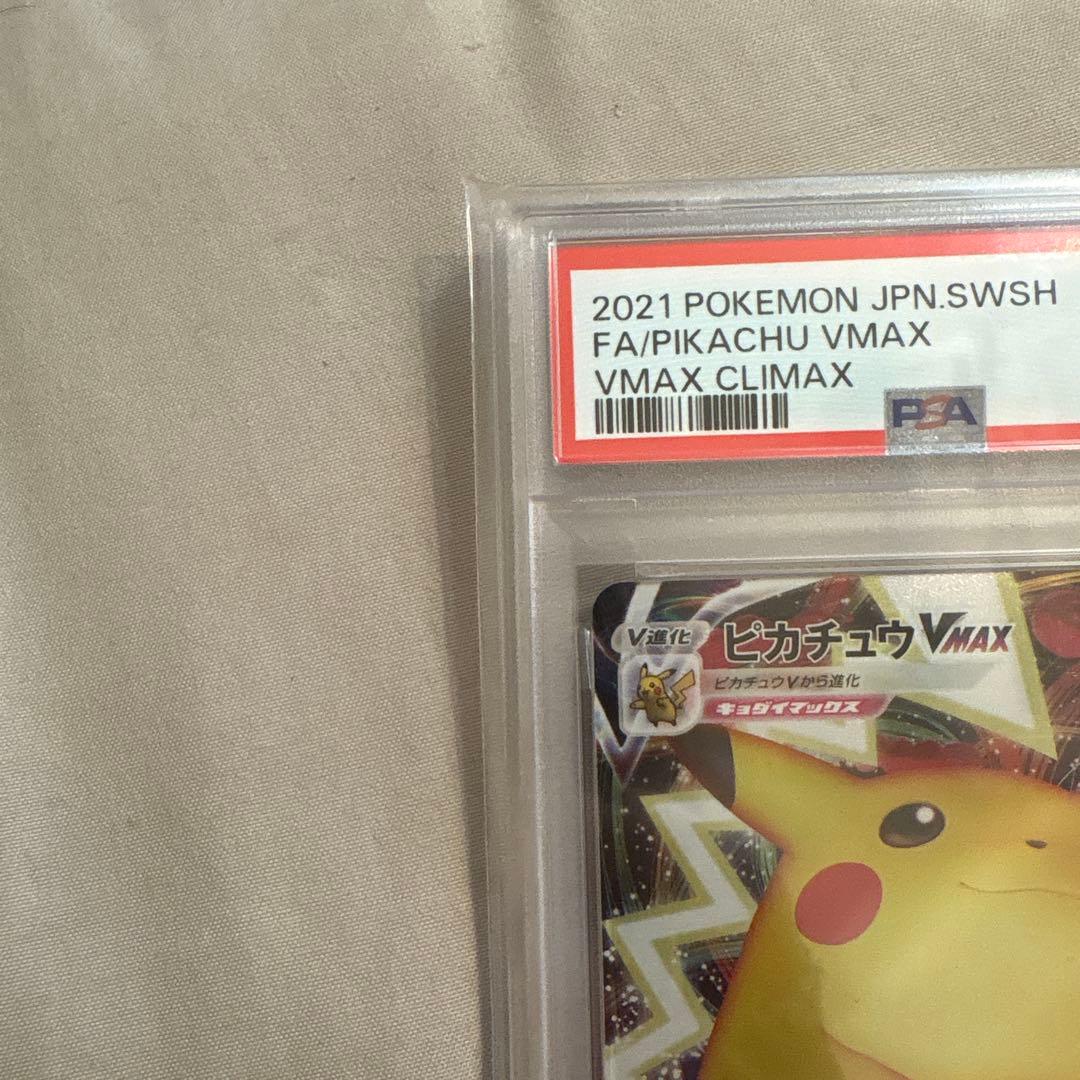 2021 POKEMON JPN.SWSH
FA/PIKACHU VMAX
VMAX CLIMAX
PSA
V進化
ピカチュウVMAX
ピカチュウVから進化
キョダイマックス